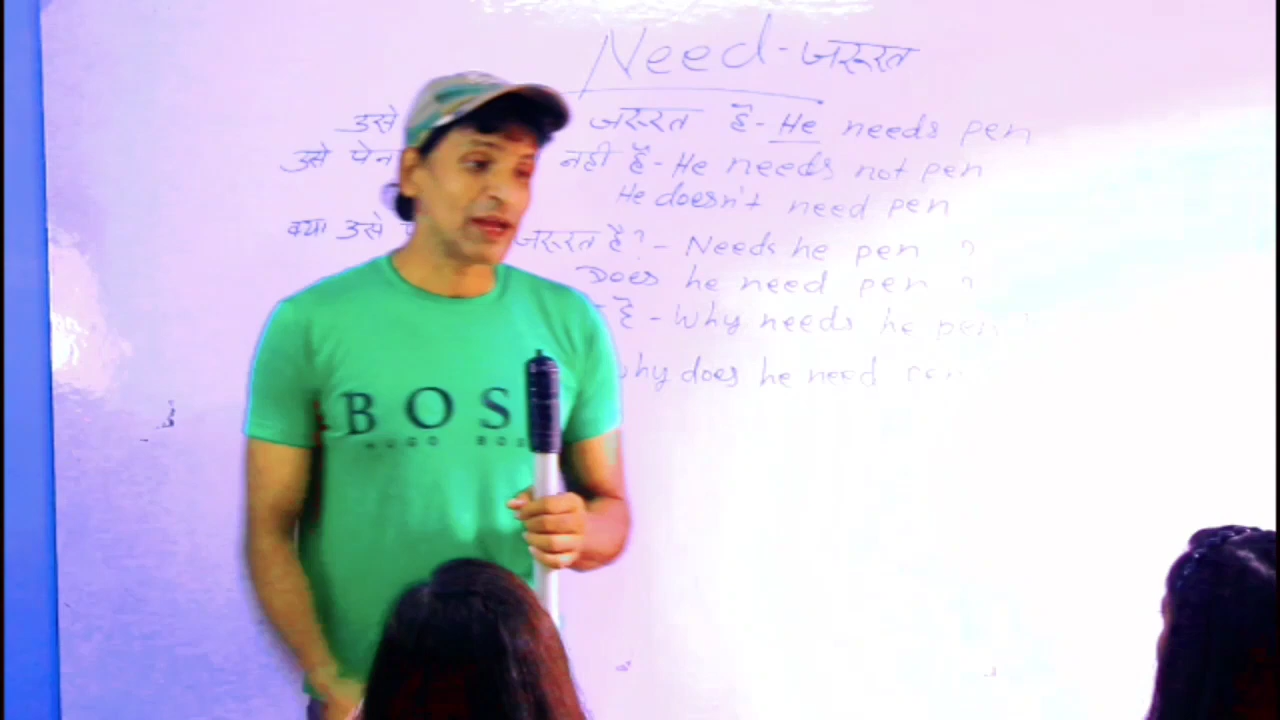 Need - जरूरत
उसे जरूरत है - He needs pen
उसे पेन नही है - He needs not pen
He doesn't need pen
क्या उसे जरूरत है? - Needs he pen ?
Does he need pen ?
है - Why needs he pen ?
why does he need pen
BOSS
HUGO BOSS